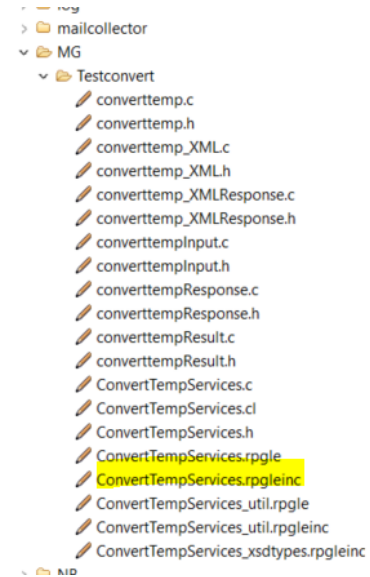 log
mailcollector
MG
Testconvert
converttemp.c
converttemp.h
converttemp_XML.c
converttemp_XML.h
converttemp_XMLResponse.c
converttemp_XMLResponse.h
converttempInput.c
converttempInput.h
converttempResponse.c
converttempResponse.h
converttempResult.c
converttempResult.h
ConvertTempServices.c
ConvertTempServices.cl
ConvertTempServices.h
ConvertTempServices.rpgle
ConvertTempServices.rpgleinc
ConvertTempServices_util.rpgle
ConvertTempServices_util.rpgleinc
ConvertTempServices_xsdtypes.rpgleinc